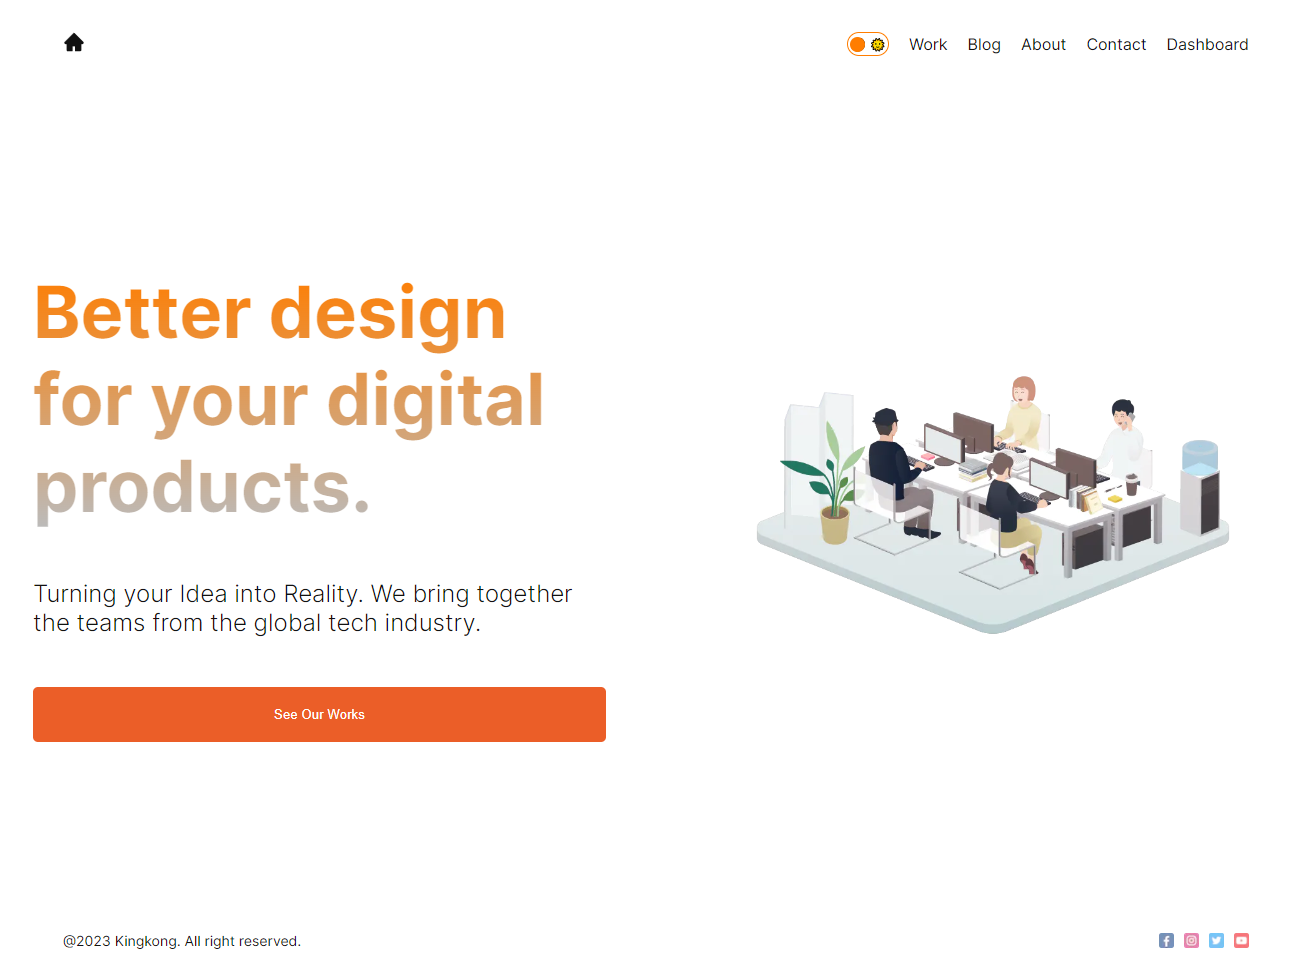 Work Blog About Contact Dashboard
Better design
for your digital
products.
Turning your Idea into Reality. We bring together
the teams from the global tech industry.
See Our Works
@2023 Kingkong. All right reserved.